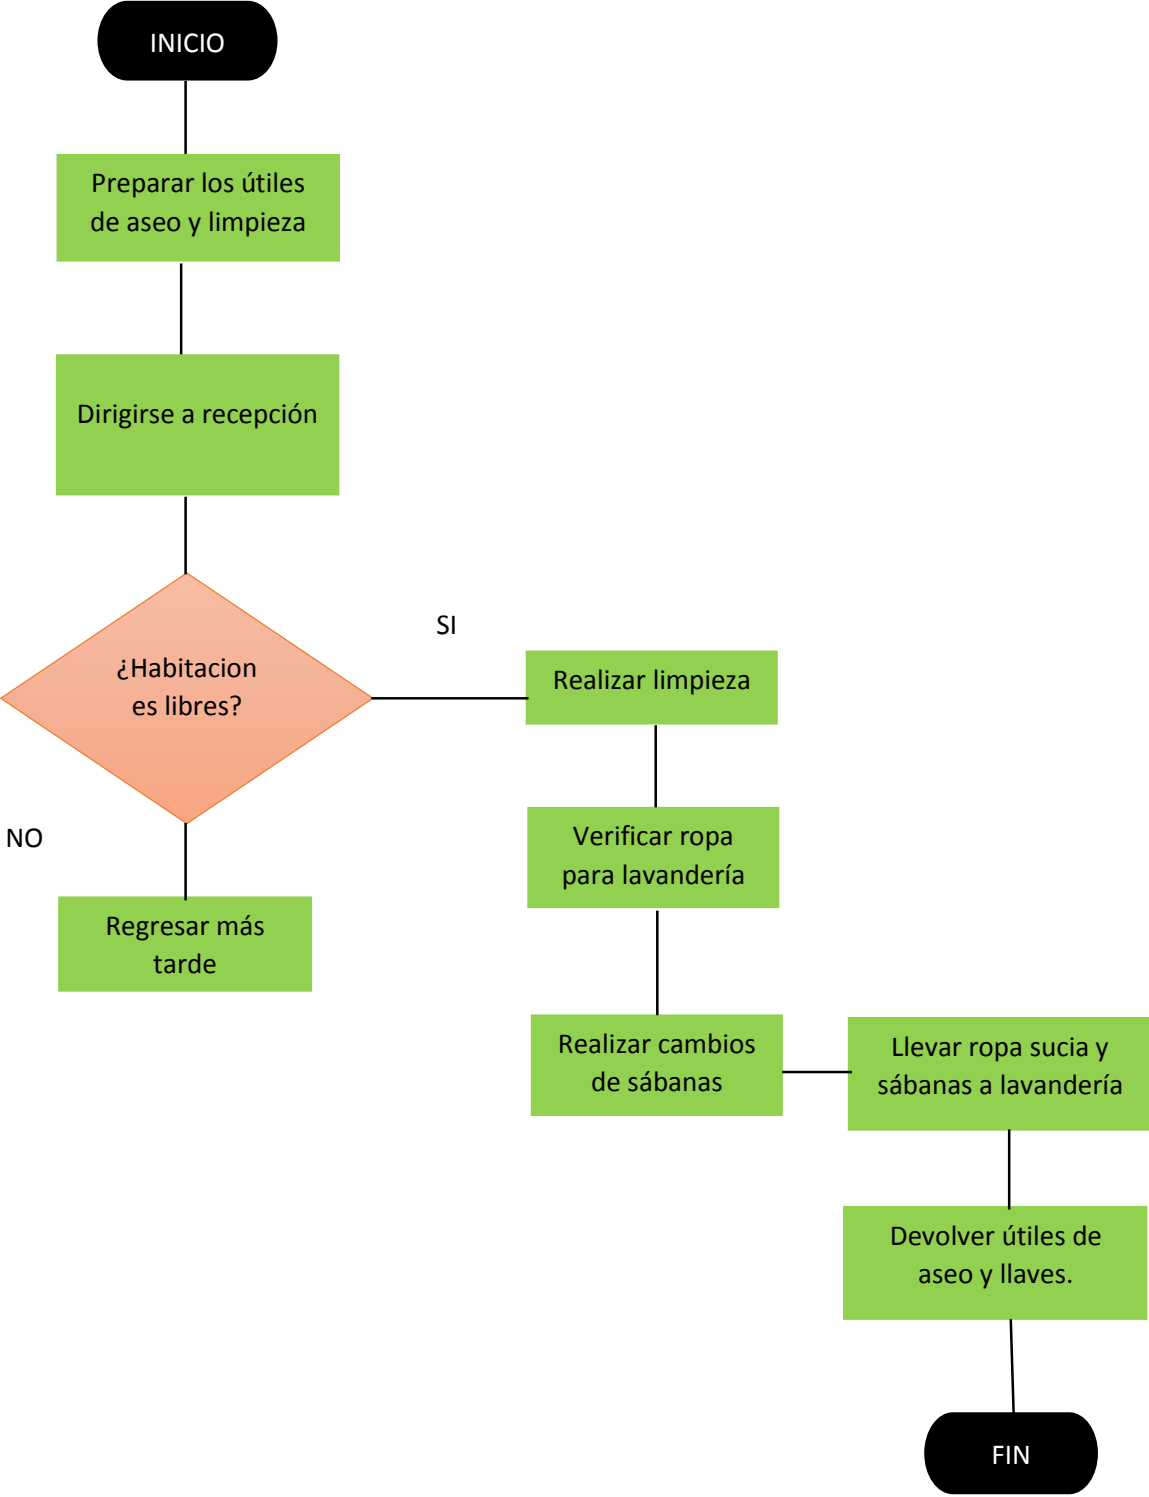 INICIO
Preparar los útiles
de aseo y limpieza
Dirigirse a recepción
¿Habitacion
es libres?
SI
NO
Regresar más
tarde
Realizar limpieza
Verificar ropa
para lavandería
Realizar cambios
de sábanas
Llevar ropa sucia y
sábanas a lavandería
Devolver útiles de
aseo y llaves.
FIN